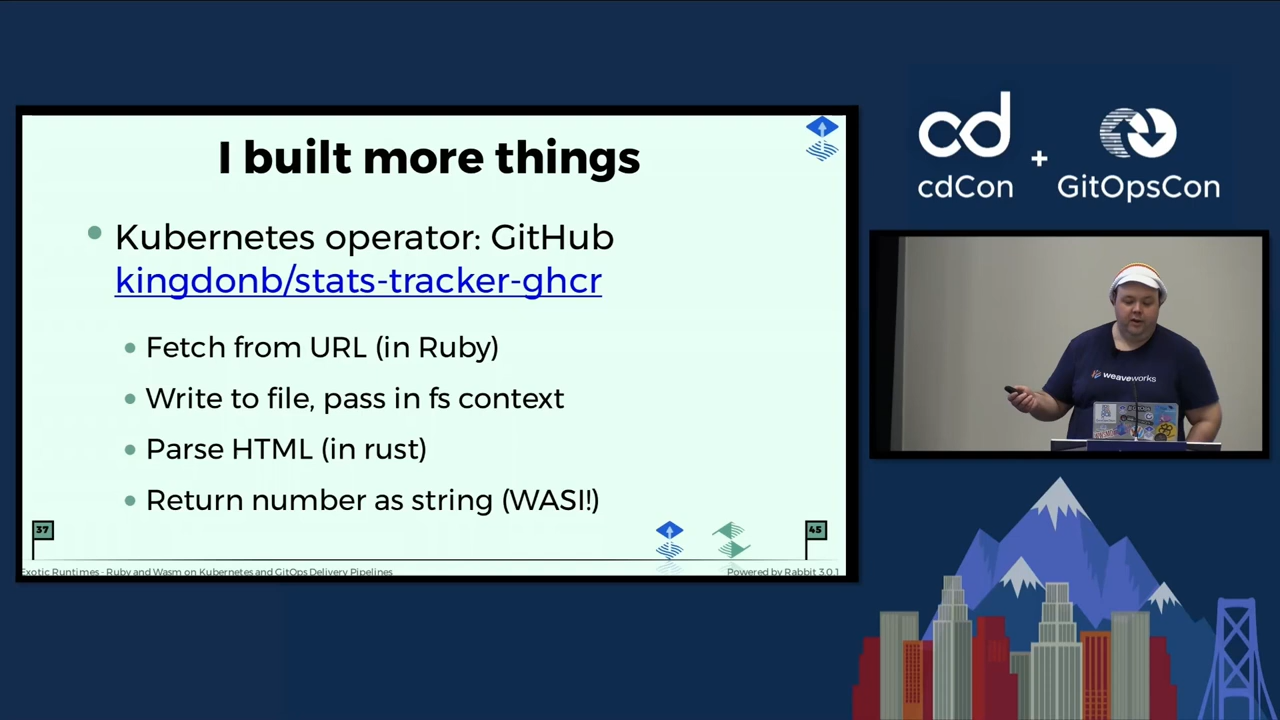 I built more things
Kubernetes operator: GitHub
kingdonb/stats-tracker-ghcr
Fetch from URL (in Ruby)
Write to file, pass in fs context
Parse HTML (in rust)
Return number as string (WASI!)
37
45
Exotic Runtimes - Ruby and Wasm on Kubernetes and GitOps Delivery Pipelines
Powered by Rabbit 3.0.1
cd
+
cdCon
GitOpsCon
weaveworks